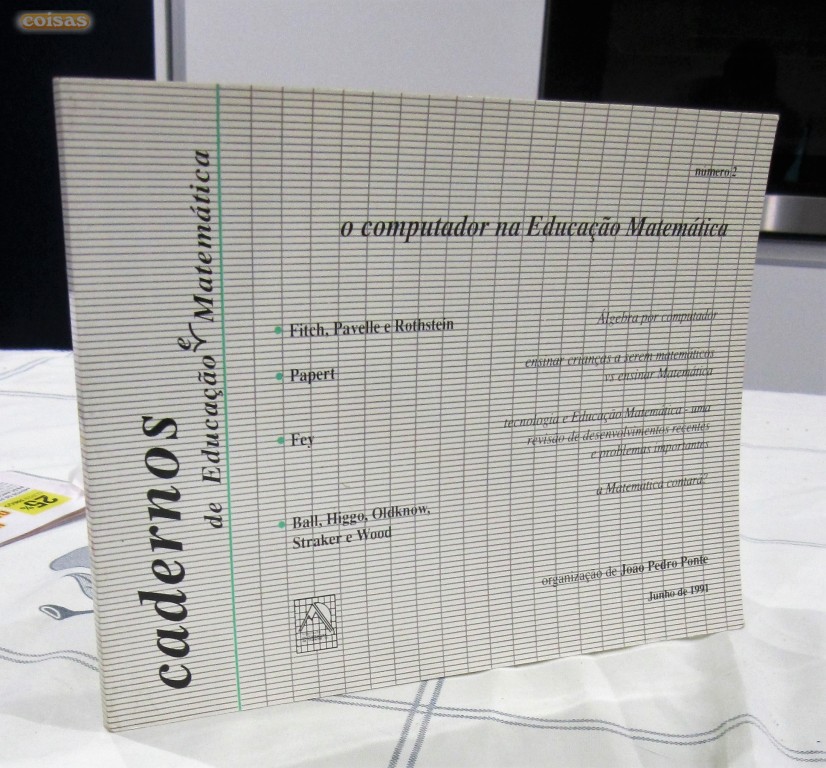 coisas
cadernos
de Educação e Matemática
número 2
o computador na Educação Matemática
Fitch, Pavelle e Rothstein
Álgebra por computador
Papert
ensinar crianças a serem matemáticos
vs ensinar Matemática
Fey
tecnologia e Educação Matemática - uma
revisão de desenvolvimentos recentes
e problemas importantes
Ball, Higgo, Oldknow,
Straker e Wood
a Matemática contará?
organização de João Pedro Ponte
Junho de 1991
25%